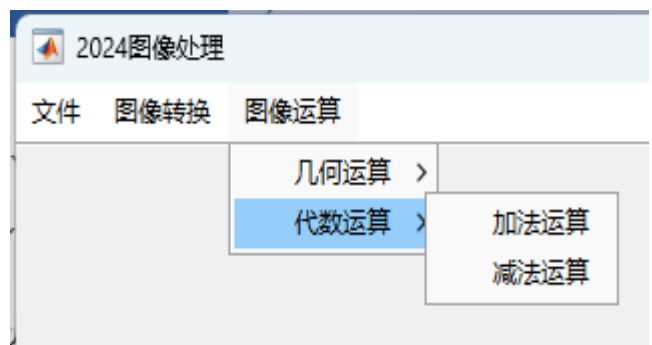 2024图像处理
文件 图像转换 图像运算
几何运算 >
代数运算 >
加法运算
减法运算